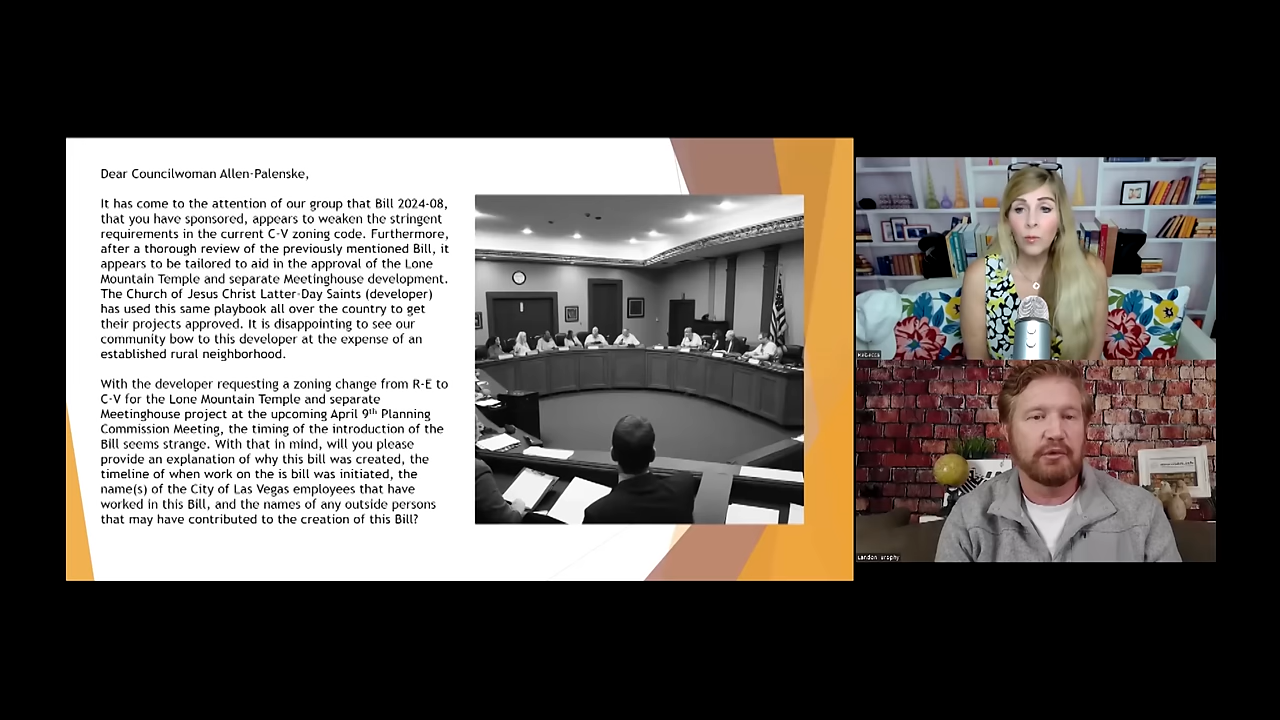 Dear Councilwoman Allen-Palenske,
It has come to the attention of our group that Bill 2024-08,
that you have sponsored, appears to weaken the stringent
requirements in the current C-V zoning code. Furthermore,
after a thorough review of the previously mentioned Bill, it
appears to be tailored to aid in the approval of the Lone
Mountain Temple and separate Meetinghouse development.
The Church of Jesus Christ Latter-Day Saints (developer)
has used this same playbook all over the country to get
their projects approved. It is disappointing to see our
community bow to this developer at the expense of an
established rural neighborhood.
With the developer requesting a zoning change from R-E to
C-V for the Lone Mountain Temple and separate
Meetinghouse project at the upcoming April 9th Planning
Commission Meeting, the timing of the introduction of the
Bill seems strange. With that in mind, will you please
provide an explanation of why this bill was created, the
timeline of when work on the is bill was initiated, the
name(s) of the City of Las Vegas employees that have
worked in this Bill, and the names of any outside persons
that may have contributed to the creation of this Bill?
Rebecca
Landon Brophy